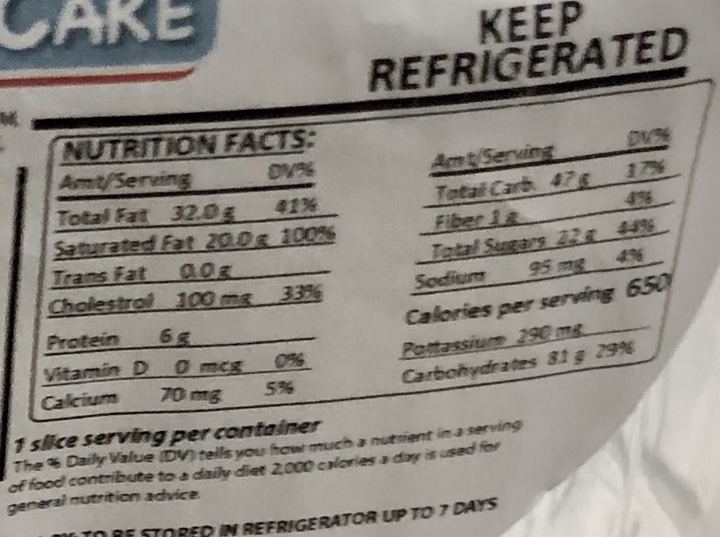 CAKE
KEEP
REFRIGERATED
NUTRITION FACTS:
Amt/Serving DV%
Total Fat 32.0 g 41%
Saturated Fat 20.0 g 100%
Trans Fat 0.0 g
Cholestrol 100 mg 33%
Protein 6 g
Vitamin D 0 mcg 0%
Calcium 70 mg 5%
Amt/Serving DV%
Total Carb. 47 g 17%
Fiber 1 g 4%
Total Sugars 22 g 44%
Sodium 95 mg 4%
Calories per serving 650
Pottassium 290 mg
Carbohydrates 81 g 29%
1 slice serving per container
The % Daily Value (DV) tells you how much a nutrient in a serving
of food contribute to a daily diet 2,000 calories a day is used for
general nutrition advice.
TO BE STORED IN REFRIGERATOR UP TO 7 DAYS